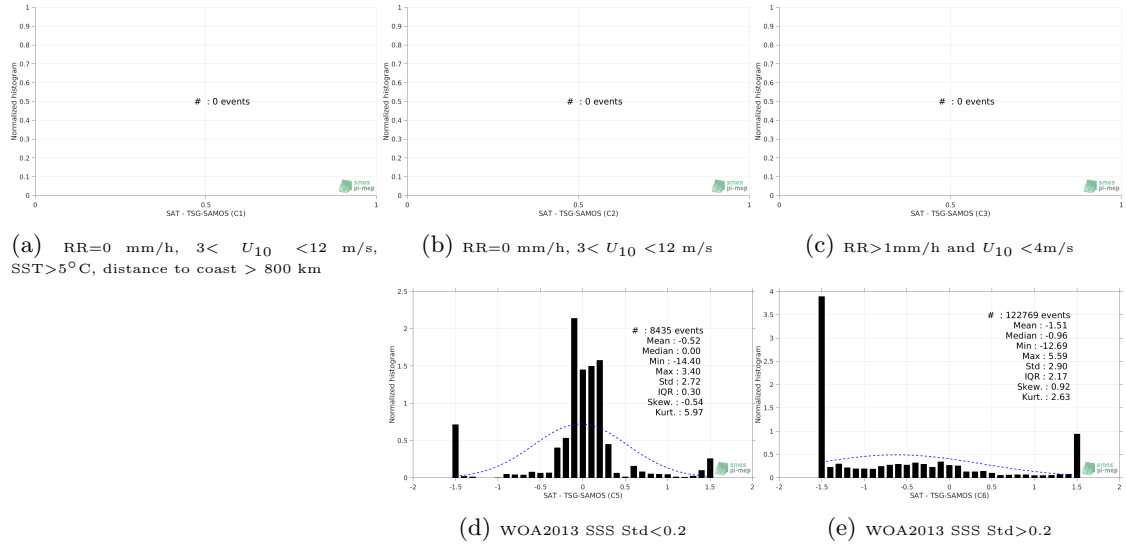 1
0.9
0.8
0.7
0.6
0.5
0.4
0.3
0.2
0.1
0
Normalized histogram
# : 0 events
smos
pi-mep
0 0.5 1
SAT - TSG-SAMOS (C1)
(a) RR=0 mm/h, 3< U10 <12 m/s,
SST>5°C, distance to coast > 800 km
1
0.9
0.8
0.7
0.6
0.5
0.4
0.3
0.2
0.1
0
Normalized histogram
# : 0 events
smos
pi-mep
0 0.5 1
SAT - TSG-SAMOS (C2)
(b) RR=0 mm/h, 3< U10 <12 m/s
1
0.9
0.8
0.7
0.6
0.5
0.4
0.3
0.2
0.1
0
Normalized histogram
# : 0 events
smos
pi-mep
0 0.5 1
SAT - TSG-SAMOS (C3)
(c) RR>1mm/h and U10 <4m/s
2.5
2
1.5
1
0.5
0
Normalized histogram
# : 8435 events
Mean : -0.52
Median : 0.00
Min : -14.40
Max : 3.40
Std : 2.72
IQR : 0.30
Skew. : -0.54
Kurt. : 5.97
smos
pi-mep
-2 -1.5 -1 -0.5 0 0.5 1 1.5 2
SAT - TSG-SAMOS (C5)
(d) WOA2013 SSS Std<0.2
4
3.5
3
2.5
2
1.5
1
0.5
0
Normalized histogram
# : 122769 events
Mean : -1.51
Median : -0.96
Min : -12.69
Max : 5.59
Std : 2.90
IQR : 2.17
Skew. : 0.92
Kurt. : 2.63
smos
pi-mep
-2 -1.5 -1 -0.5 0 0.5 1 1.5 2
SAT - TSG-SAMOS (C6)
(e) WOA2013 SSS Std>0.2